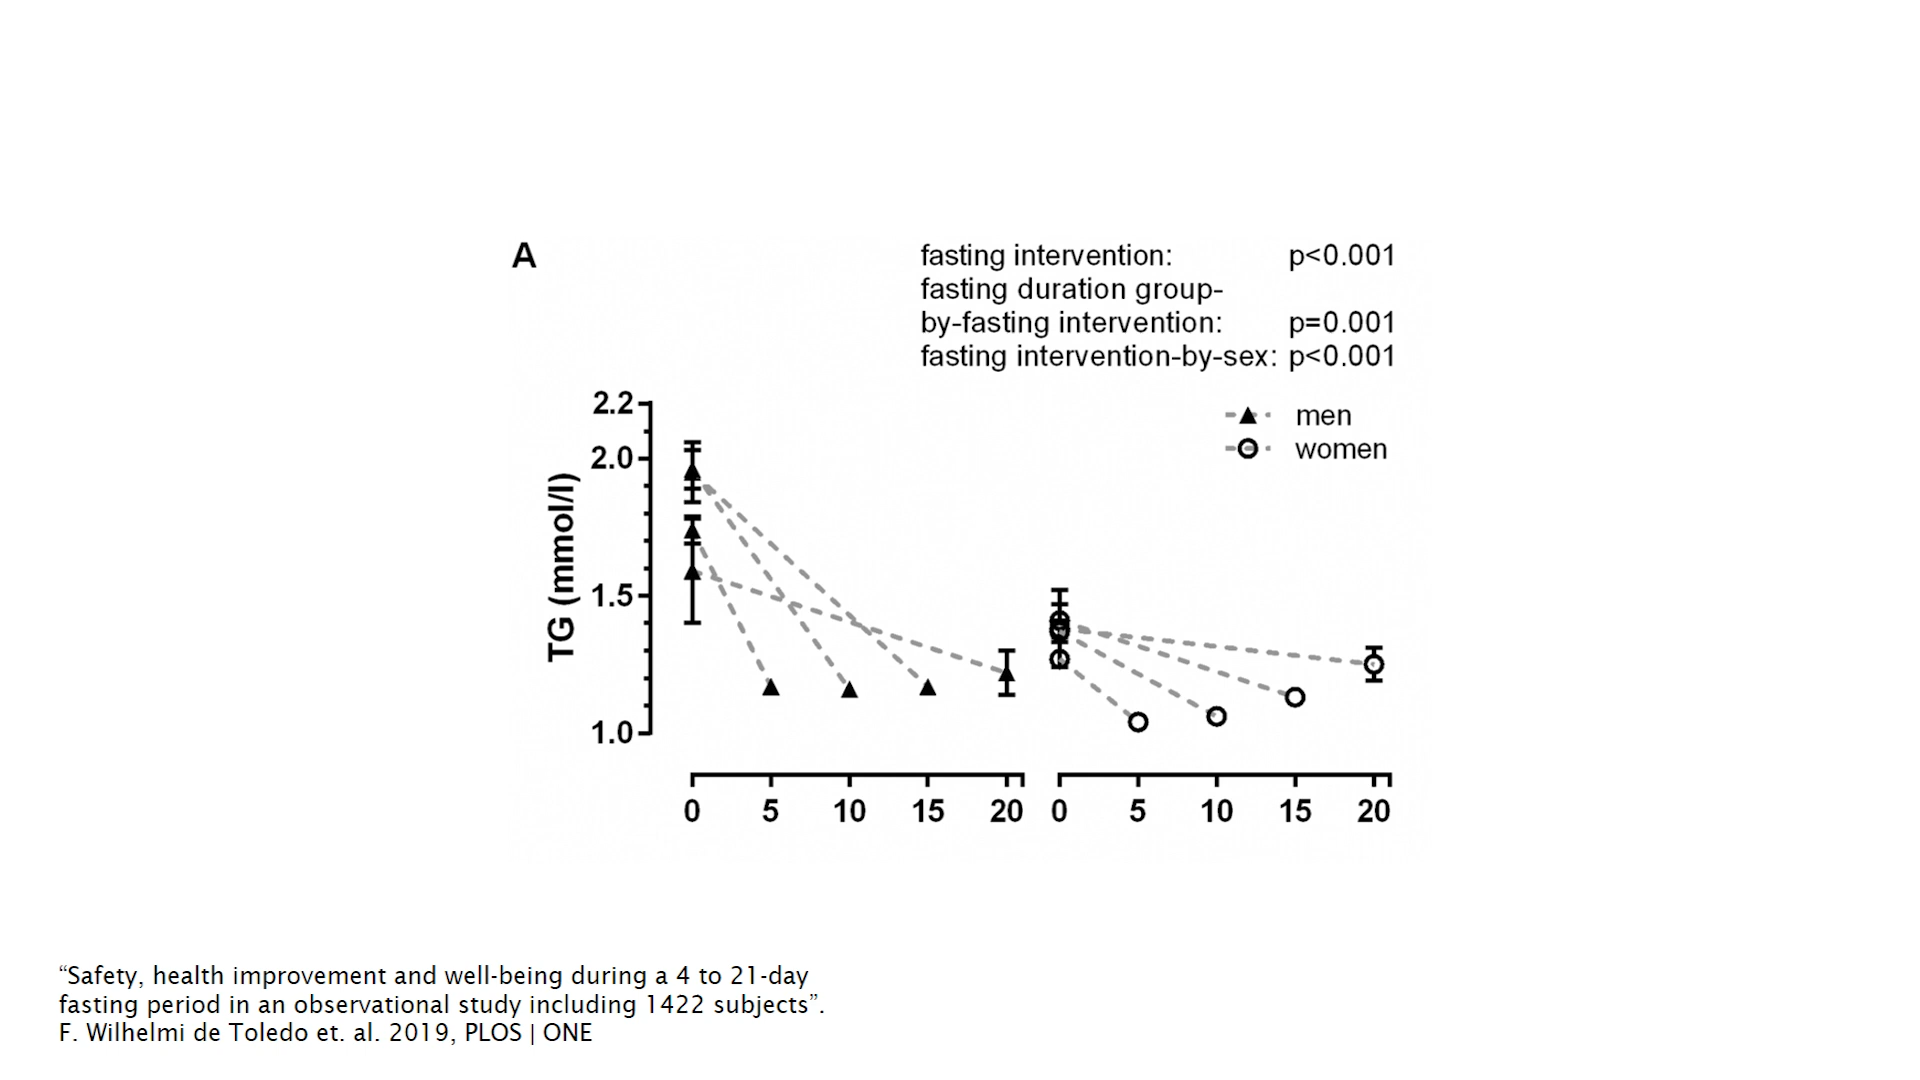 A
fasting intervention: p<0.001
fasting duration group-
by-fasting intervention: p=0.001
fasting intervention-by-sex: p<0.001
men
women
TG (mmol/l)
2.2
2.0
1.5
1.0
0 5 10 15 20 0 5 10 15 20
“Safety, health improvement and well-being during a 4 to 21-day
fasting period in an observational study including 1422 subjects”.
F. Wilhelmi de Toledo et. al. 2019, PLOS | ONE